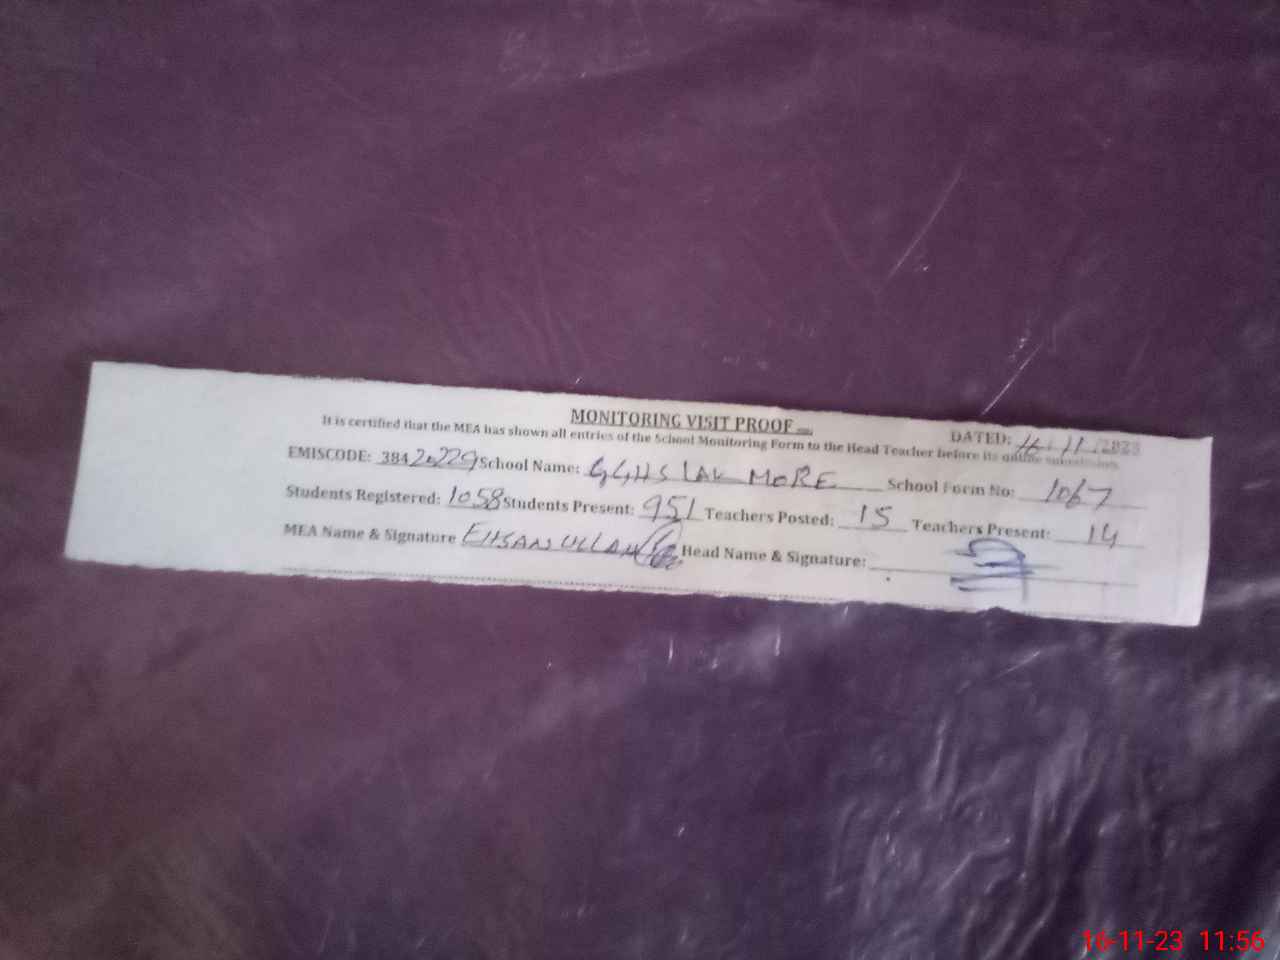 MONITORING VISIT PROOF
DATED: 16-11-/2023
It is certified that the MEA has shown all entries of the School Monitoring Form to the Head Teacher before its online submission.
EMISCODE: 38420229 School Name: GGHS LAK MORE School Form No: 1067
Students Registered: 1058 Students Present: 951 Teachers Posted: 15 Teachers Present: 14
MEA Name & Signature EHSAN ULLAH Head Name & Signature:
16-11-23 11:56